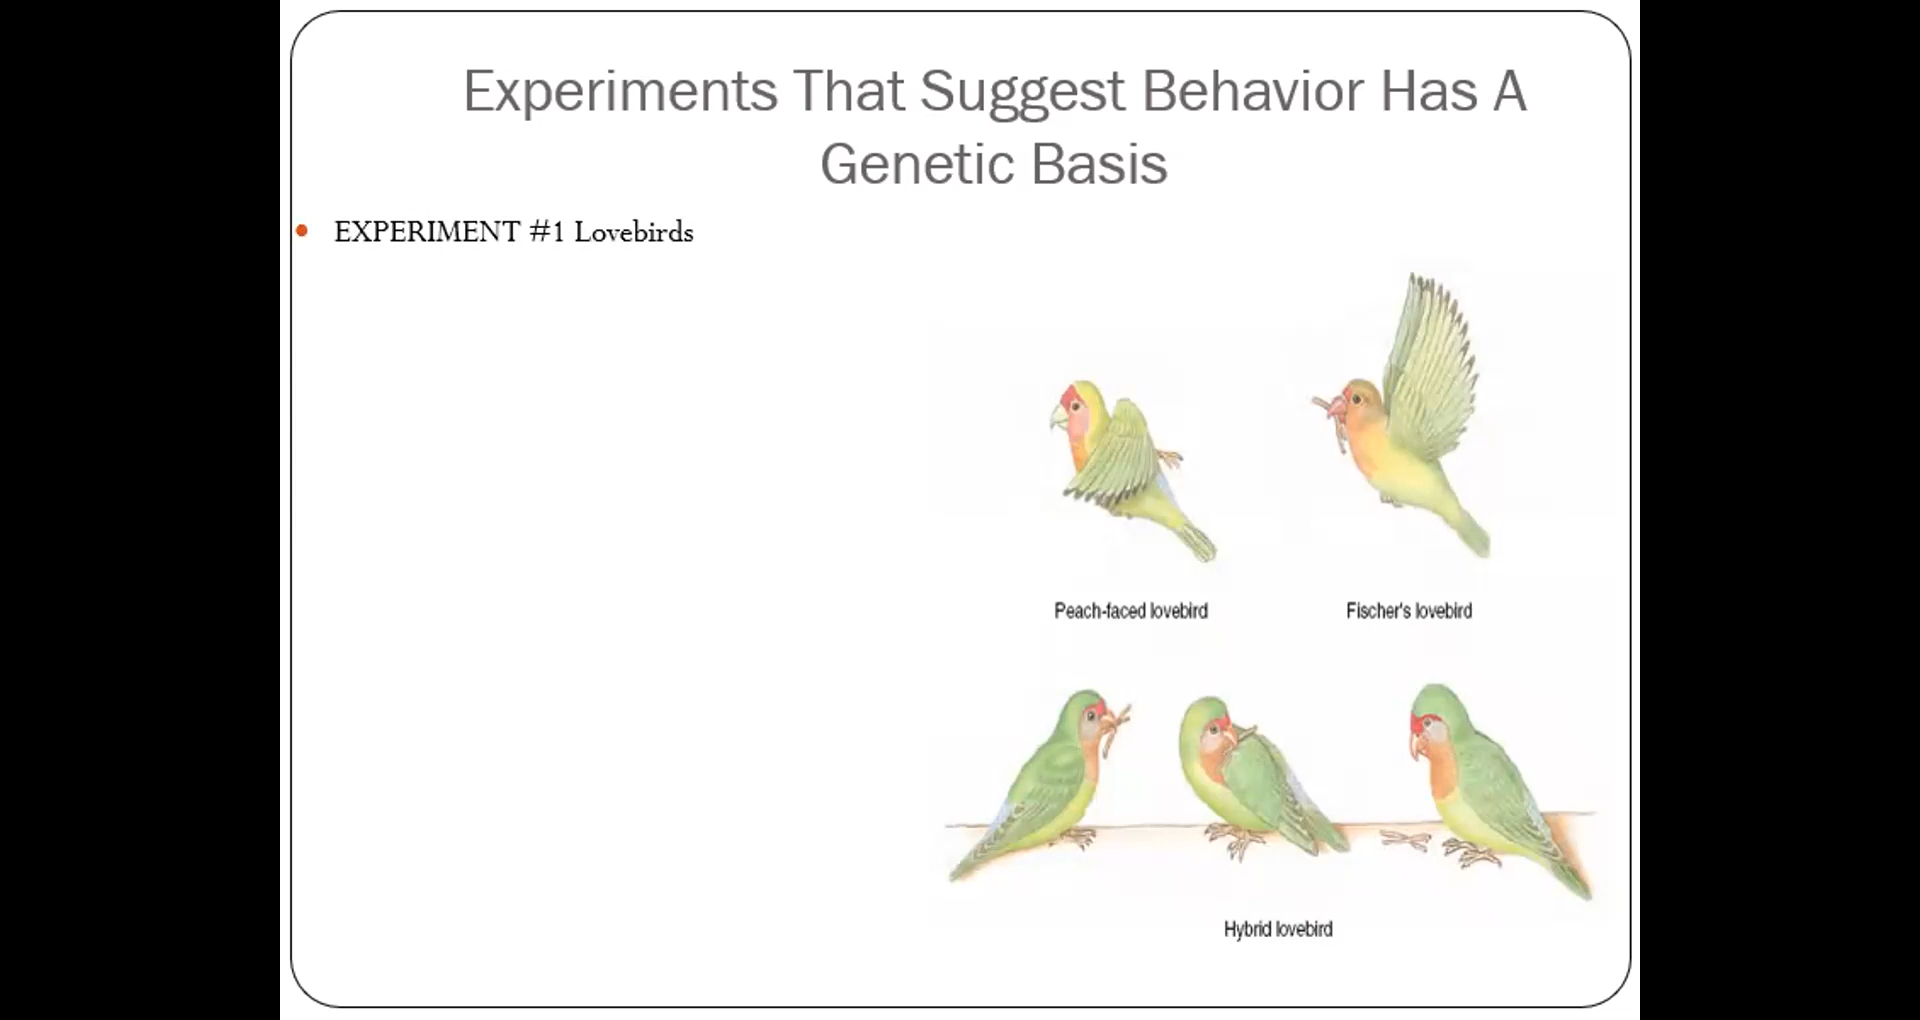 Experiments That Suggest Behavior Has A
Genetic Basis
• EXPERIMENT #1 Lovebirds
Peach-faced lovebird
Fischer's lovebird
Hybrid lovebird